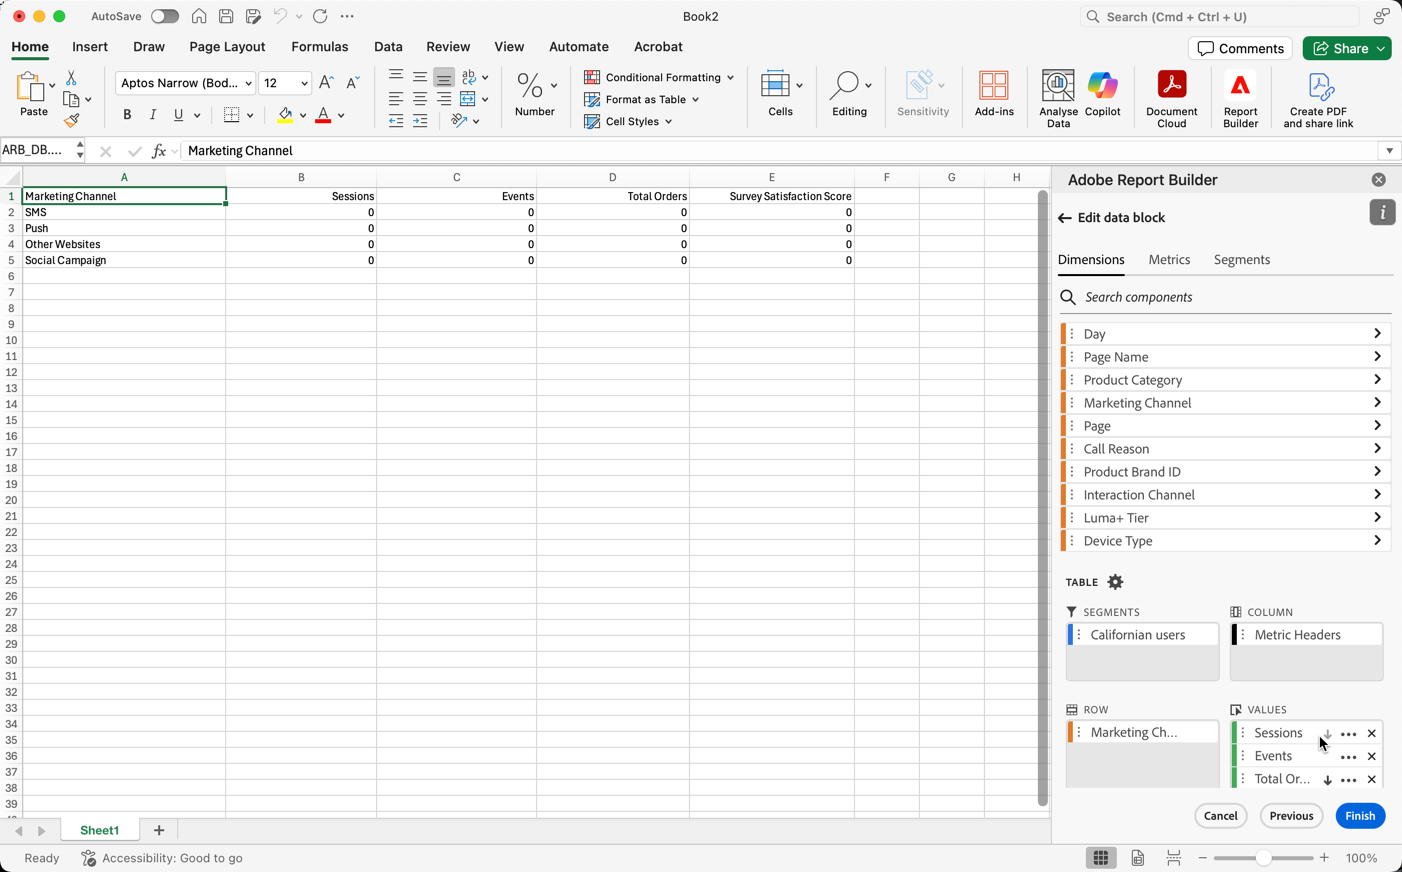 AutoSave
Book2
Search (Cmd + Ctrl + U)
Home Insert Draw Page Layout Formulas Data Review View Automate Acrobat
Comments
Share
Paste
Aptos Narrow (Bod...
12
B I U
A
ab
Number
Conditional Formatting
Format as Table
Cell Styles
Cells
Editing
Sensitivity
Add-ins
Analyse Data
Copilot
Document Cloud
Report Builder
Create PDF and share link
ARB_DB....
fx
Marketing Channel
A B C D E F G H
1 Marketing Channel Sessions Events Total Orders Survey Satisfaction Score
2 SMS 0 0 0 0
3 Push 0 0 0 0
4 Other Websites 0 0 0 0
5 Social Campaign 0 0 0 0
6
7
8
9
10
11
12
13
14
15
16
17
18
19
20
21
22
23
24
25
26
27
28
29
30
31
32
33
34
35
36
37
38
39
Adobe Report Builder
Edit data block
Dimensions Metrics Segments
Search components
Day
Page Name
Product Category
Marketing Channel
Page
Call Reason
Product Brand ID
Interaction Channel
Luma+ Tier
Device Type
TABLE
SEGMENTS
Californian users
COLUMN
Metric Headers
ROW
Marketing Ch...
VALUES
Sessions
Events
Total Or...
Cancel Previous Finish
Sheet1
Ready
Accessibility: Good to go
100%